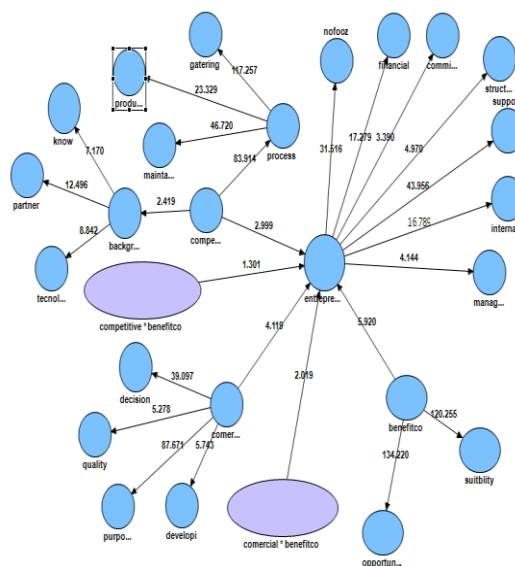 nofooz
gatering
financial
commi...
struct...
suppo
produ...
117.257
23.329
know
31.516
17.279
3.390
4.970
46.720
process
mainta...
7.170
83.914
43.956
partner
12.496
2.419
16.789
interna
8.842
backgr...
compe...
2.999
4.144
tecnol...
1.301
entrepre...
manag...
competitive * benefitco
4.119
5.920
2.019
39.097
decision
5.278
comer...
benefitco
120.255
quality
87.671
5.743
134.220
suitblity
purpo...
developi
comercial * benefitco
opportun...